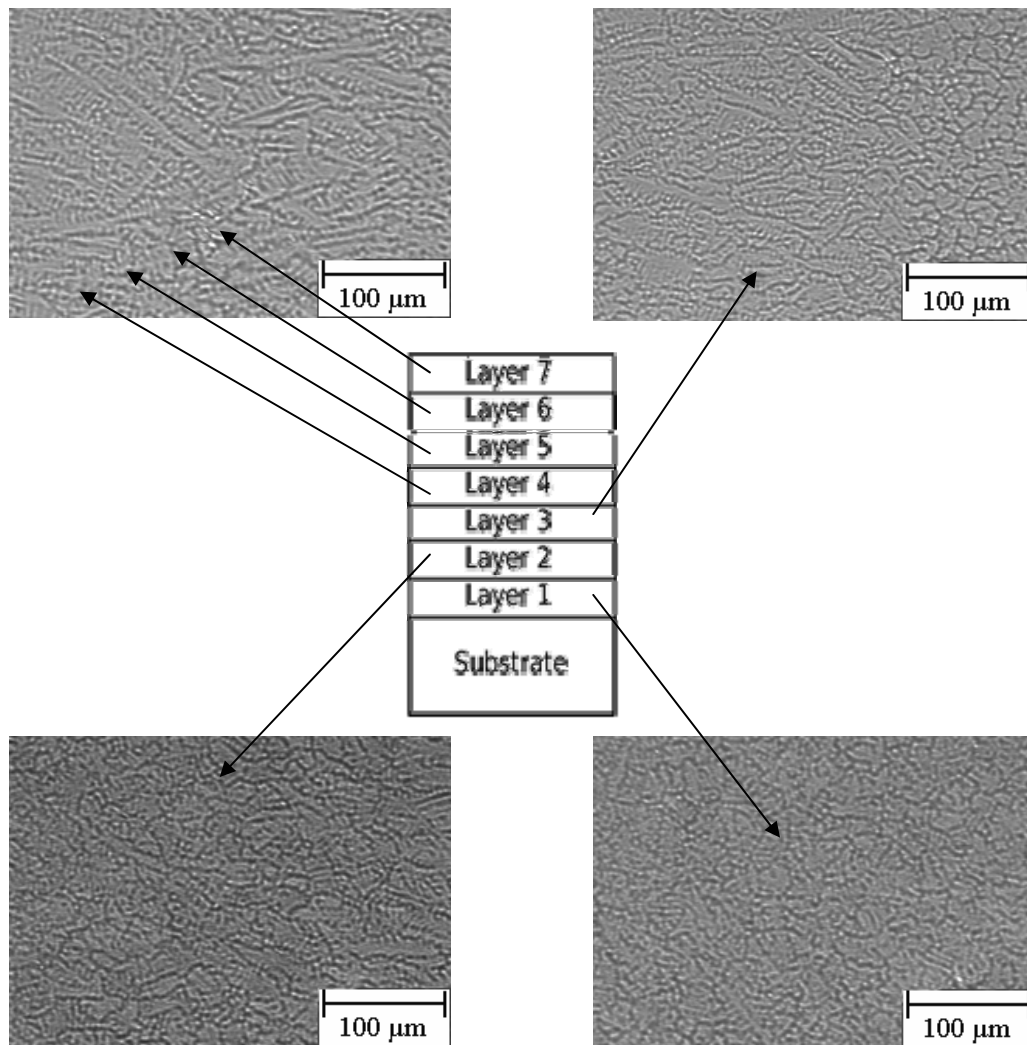 100 μm
100 μm
Layer 7
Layer 6
Layer 5
Layer 4
Layer 3
Layer 2
Layer 1
Substrate
100 μm
100 μm